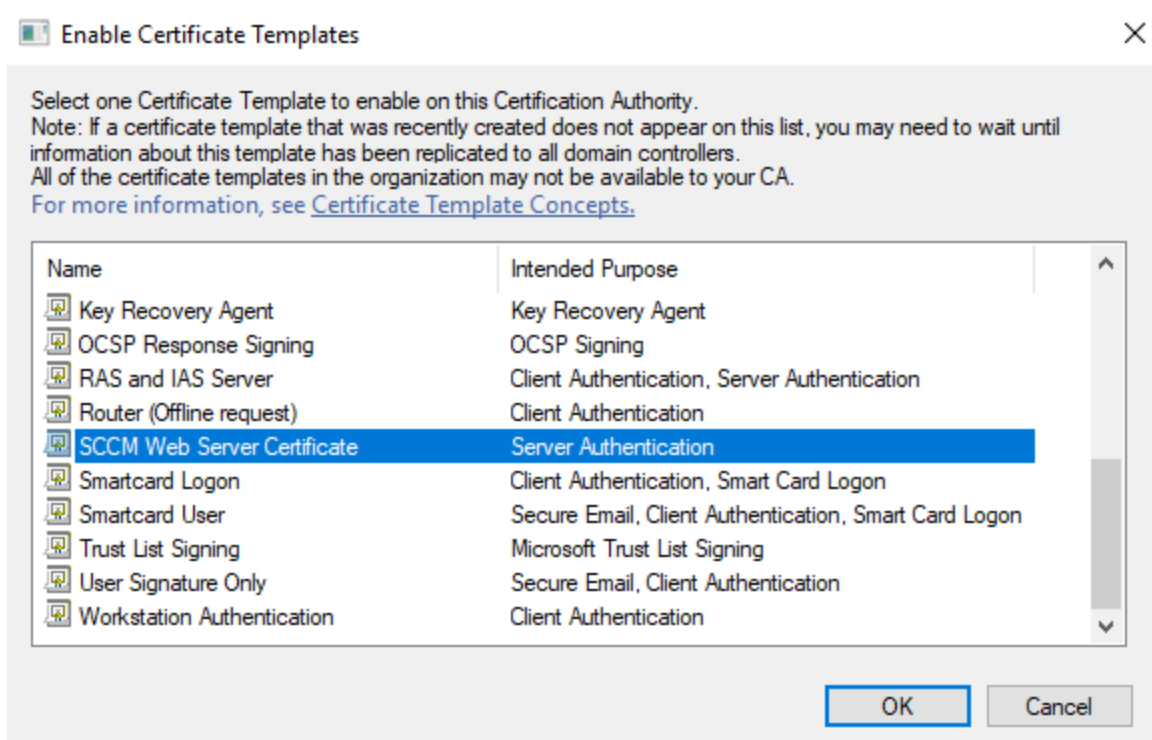 Enable Certificate Templates
Select one Certificate Template to enable on this Certification Authority.
Note: If a certificate template that was recently created does not appear on this list, you may need to wait until
information about this template has been replicated to all domain controllers.
All of the certificate templates in the organization may not be available to your CA.
For more information, see Certificate Template Concepts.
Name Intended Purpose
Key Recovery Agent Key Recovery Agent
OCSP Response Signing OCSP Signing
RAS and IAS Server Client Authentication, Server Authentication
Router (Offline request) Client Authentication
SCCM Web Server Certificate Server Authentication
Smartcard Logon Client Authentication, Smart Card Logon
Smartcard User Secure Email, Client Authentication, Smart Card Logon
Trust List Signing Microsoft Trust List Signing
User Signature Only Secure Email, Client Authentication
Workstation Authentication Client Authentication
OK Cancel